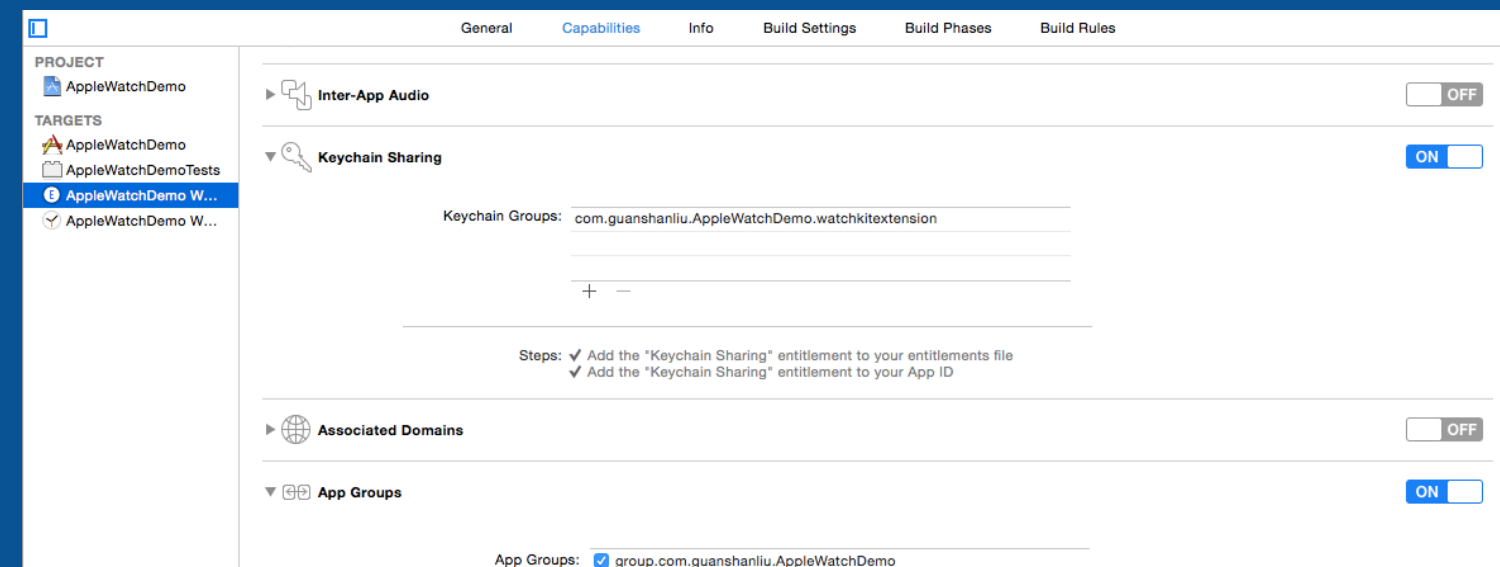 General Capabilities Info Build Settings Build Phases Build Rules
PROJECT
AppleWatchDemo
TARGETS
AppleWatchDemo
AppleWatchDemoTests
AppleWatchDemo W...
AppleWatchDemo W...
Inter-App Audio OFF
Keychain Sharing ON
Keychain Groups: com.guanshanliu.AppleWatchDemo.watchkitextension
Steps: ✓ Add the "Keychain Sharing" entitlement to your entitlements file
✓ Add the "Keychain Sharing" entitlement to your App ID
Associated Domains OFF
App Groups ON
App Groups: group.com.guanshanliu.AppleWatchDemo